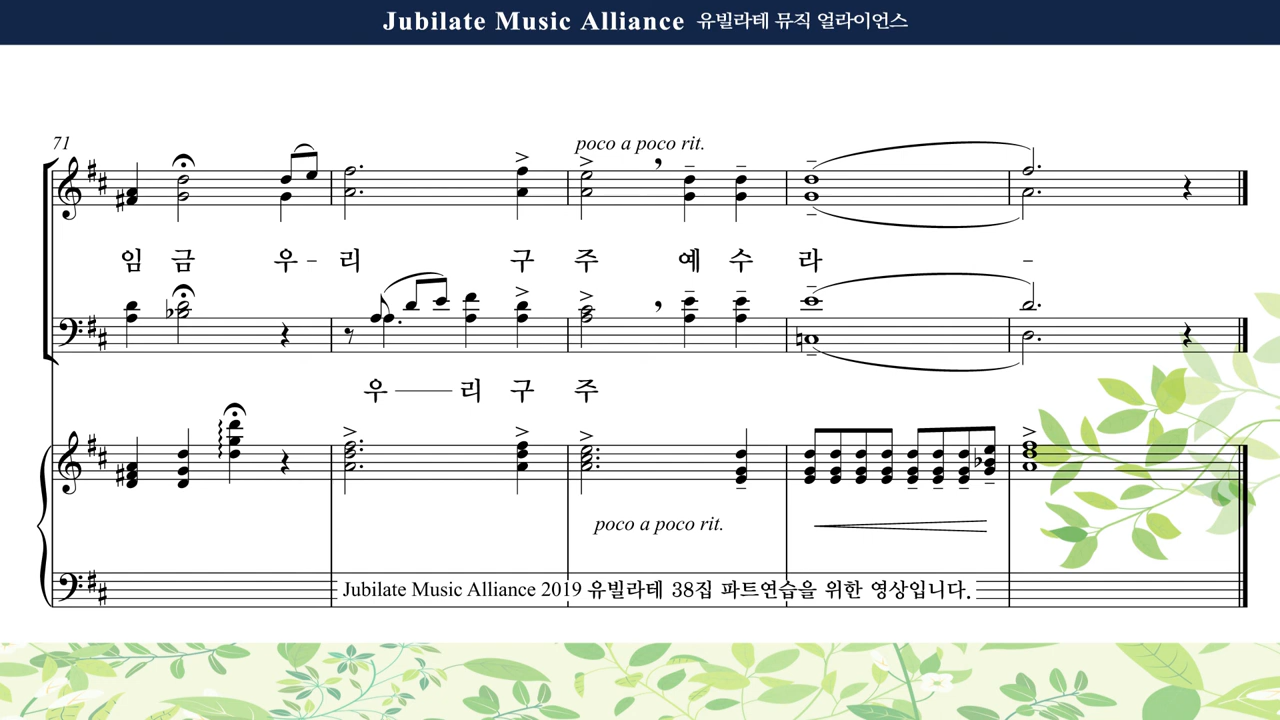 Jubilate Music Alliance 유빌라테 뮤직 얼라이언스
71
poco a poco rit.
임 금 우 - 리 구 주 예 수 라 -
우 리 구 주
poco a poco rit.
Jubilate Music Alliance 2019 유빌라테 38집 파트연습을 위한 영상입니다.